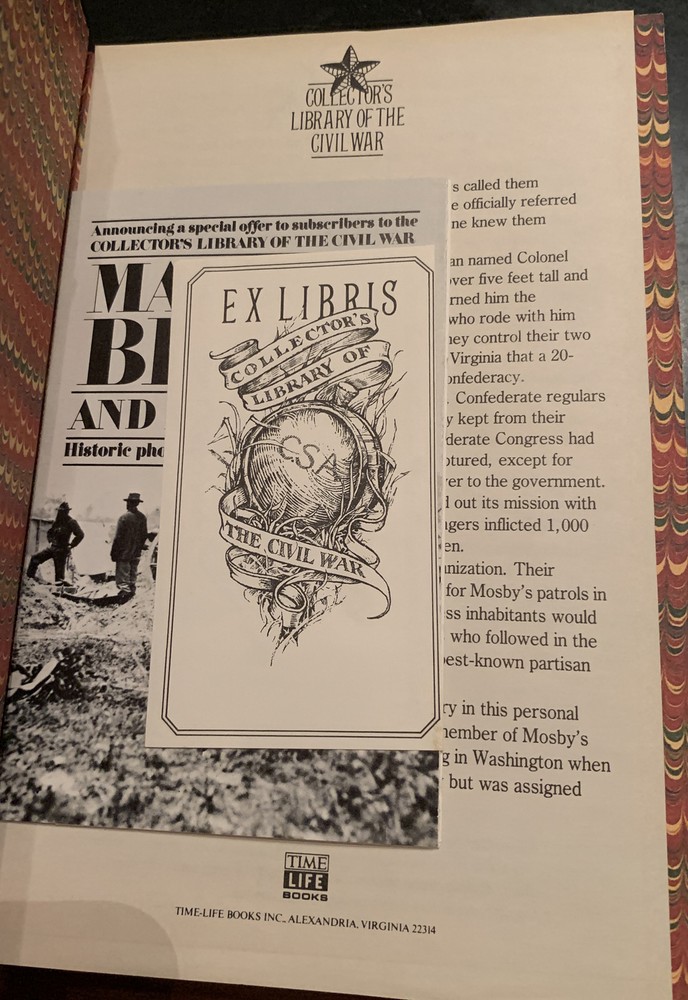 COLLECTOR'S
LIBRARY OF THE
CIVIL WAR
s called them
e officially referred
ne knew them
an named Colonel
over five feet tall and
rned him the
who rode with him
hey control their two
Virginia that a 20-
onfederacy.
. Confederate regulars
y kept from their
derate Congress had
ptured, except for
er to the government.
d out its mission with
ngers inflicted 1,000
en.
nization. Their
for Mosby's patrols in
ss inhabitants would
who followed in the
best-known partisan
ry in this personal
member of Mosby's
g in Washington when
but was assigned
Announcing a special offer to subscribers to the
COLLECTOR'S LIBRARY OF THE CIVIL WAR
MA
B
AND
Historic pho
EX LIBRIS
COLLECTOR'S
LIBRARY OF
CSA
THE CIVIL WAR
TIME
LIFE
BOOKS
TIME-LIFE BOOKS INC., ALEXANDRIA, VIRGINIA 22314